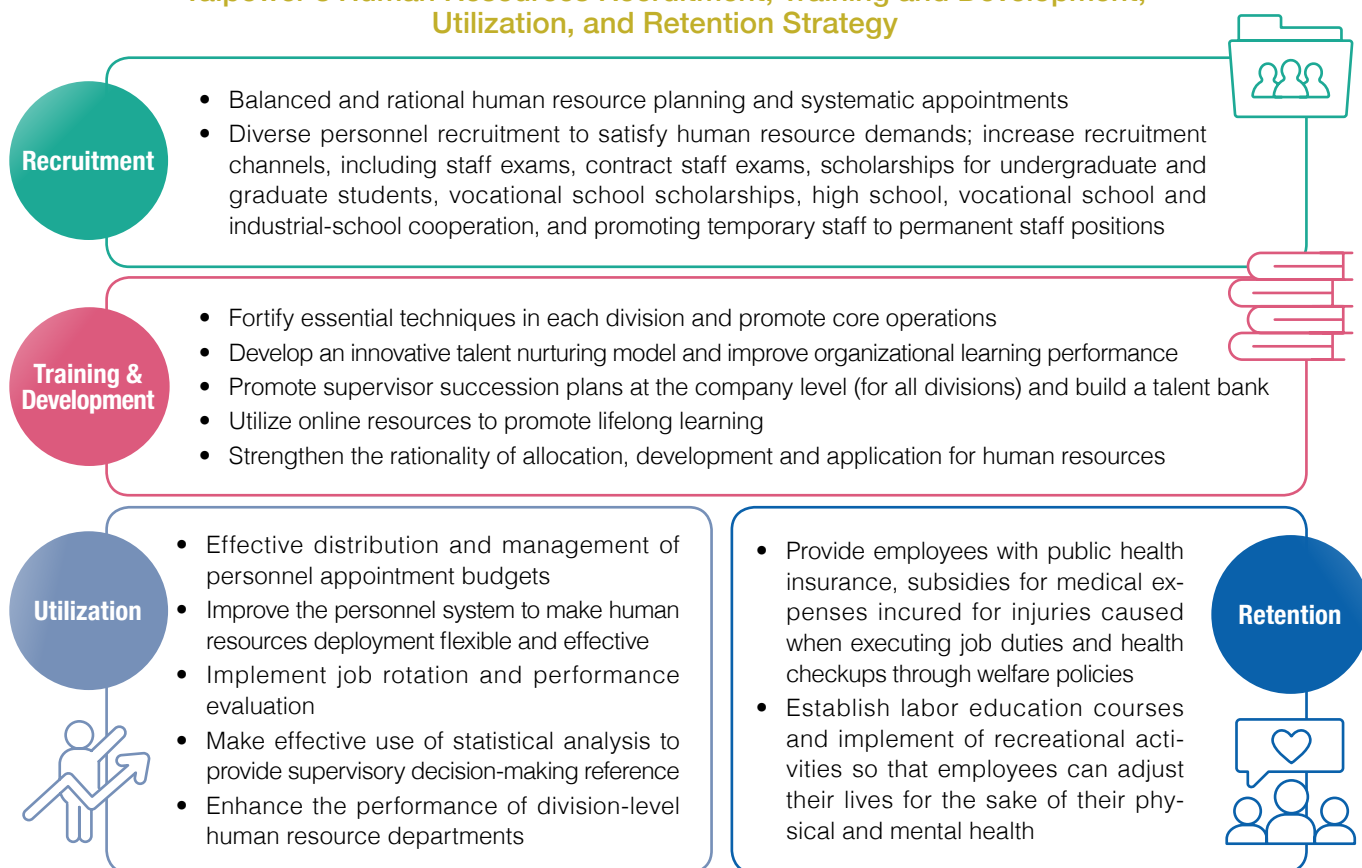 Taipower's Human Resources Recruitment, Training and Development,
Utilization, and Retention Strategy
Recruitment
• Balanced and rational human resource planning and systematic appointments
• Diverse personnel recruitment to satisfy human resource demands; increase recruitment
channels, including staff exams, contract staff exams, scholarships for undergraduate and
graduate students, vocational school scholarships, high school, vocational school and
industrial-school cooperation, and promoting temporary staff to permanent staff positions
Training &
Development
• Fortify essential techniques in each division and promote core operations
• Develop an innovative talent nurturing model and improve organizational learning performance
• Promote supervisor succession plans at the company level (for all divisions) and build a talent bank
• Utilize online resources to promote lifelong learning
• Strengthen the rationality of allocation, development and application for human resources
Utilization
• Effective distribution and management of
personnel appointment budgets
• Improve the personnel system to make human
resources deployment flexible and effective
• Implement job rotation and performance
evaluation
• Make effective use of statistical analysis to
provide supervisory decision-making reference
• Enhance the performance of division-level
human resource departments
• Provide employees with public health
insurance, subsidies for medical ex-
penses incured for injuries caused
when executing job duties and health
checkups through welfare policies
• Establish labor education courses
and implement of recreational acti-
vities so that employees can adjust
their lives for the sake of their phy-
sical and mental health
Retention